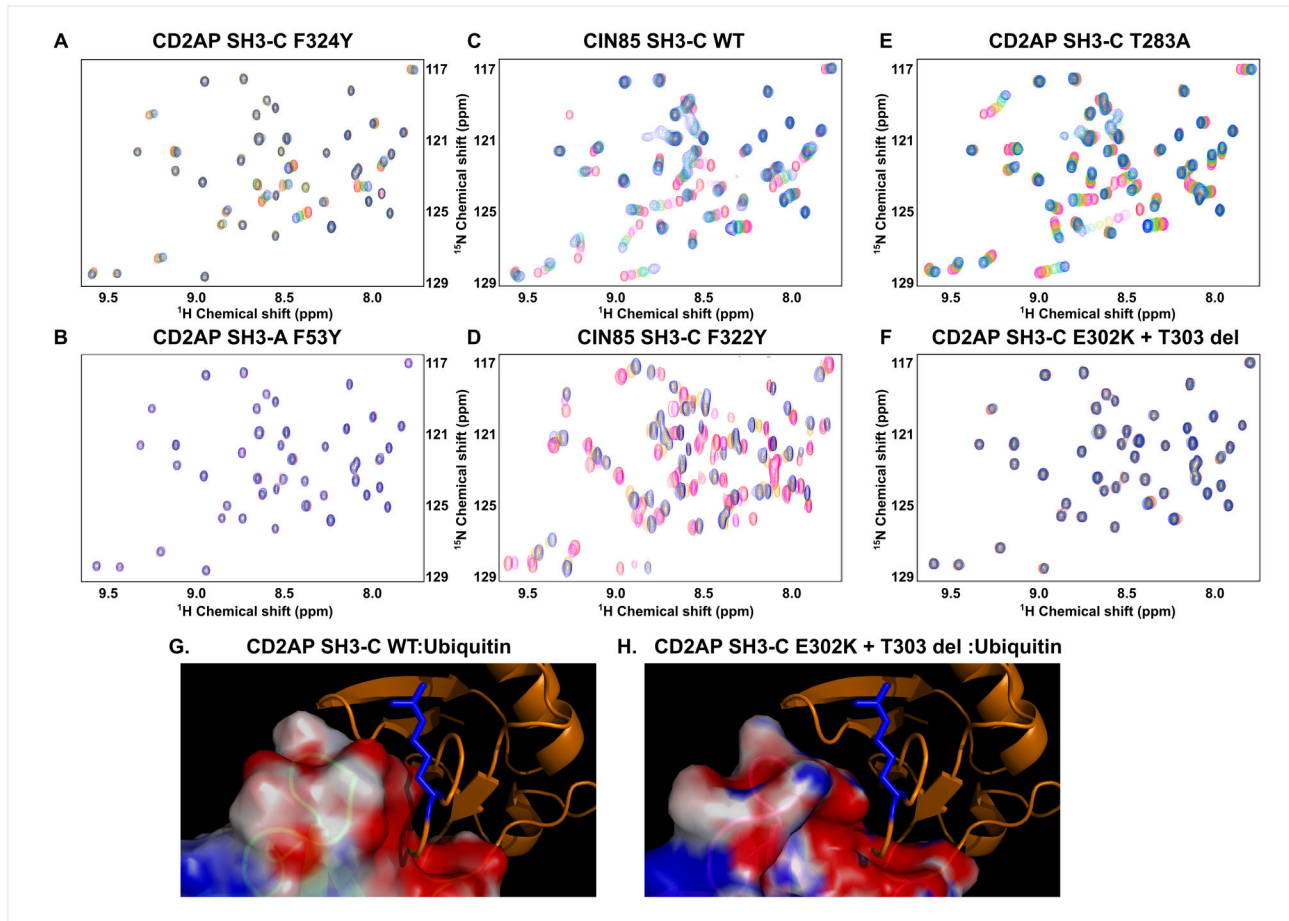 A CD2AP SH3-C F324Y
117
121
125
129
9.5 9.0 8.5 8.0
¹H Chemical shift (ppm)
B CD2AP SH3-A F53Y
117
121
125
129
9.5 9.0 8.5 8.0
¹H Chemical shift (ppm)
C CIN85 SH3-C WT
¹⁵N Chemical shift (ppm)
117
121
125
129
9.5 9.0 8.5 8.0
¹H Chemical shift (ppm)
D CIN85 SH3-C F322Y
¹⁵N Chemical shift (ppm)
117
121
125
129
9.5 9.0 8.5 8.0
¹H Chemical shift (ppm)
E CD2AP SH3-C T283A
¹⁵N Chemical shift (ppm)
117
121
125
129
9.5 9.0 8.5 8.0
¹H Chemical shift (ppm)
F CD2AP SH3-C E302K + T303 del
¹⁵N Chemical shift (ppm)
117
121
125
129
9.5 9.0 8.5 8.0
¹H Chemical shift (ppm)
G. CD2AP SH3-C WT:Ubiquitin
H. CD2AP SH3-C E302K + T303 del :Ubiquitin